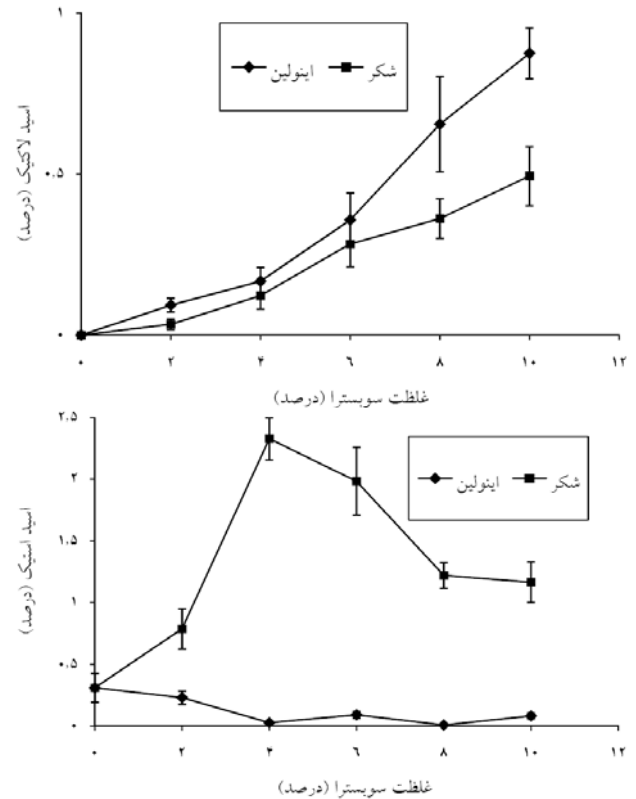 1
۰.۵
۰
اسید لاکتیک (درصد)
اینولین
شکر
۰ ۲ ۴ ۶ ۸ ۱۰ ۱۲
غلظت سوبسترا (درصد)
۲.۵
۲
۱.۵
۱
۰.۵
۰
اسید استیک (درصد)
اینولین
شکر
۰ ۲ ۴ ۶ ۸ ۱۰ ۱۲
غلظت سوبسترا (درصد)